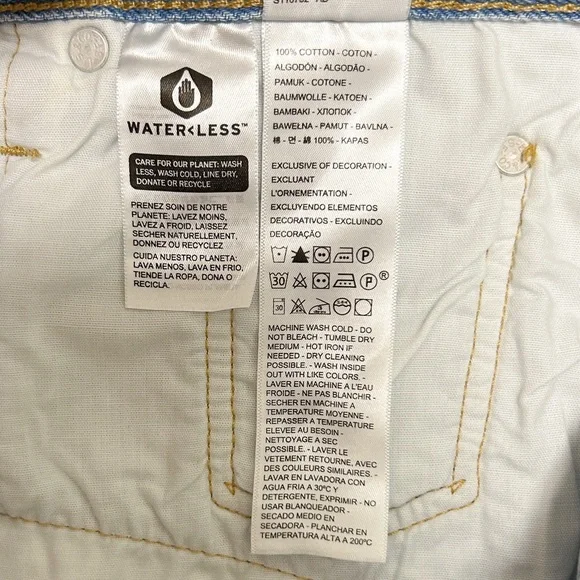 WATER<LESS™
CARE FOR OUR PLANET: WASH
LESS, WASH COLD, LINE DRY,
DONATE OR RECYCLE
PRENEZ SOIN DE NOTRE
PLANETE: LAVEZ MOINS,
LAVEZ A FROID, LAISSEZ
SECHER NATURELLEMENT,
DONNEZ OU RECYCLEZ
CUIDA NUESTRO PLANETA:
LAVA MENOS, LAVA EN FRIO,
TIENDE LA ROPA, DONA O
RECICLA.
100% COTTON - COTON -
ALGODÓN - ALGODÃO -
PAMUK - COTONE -
BAUMWOLLE - KATOEN -
BAMBAKI - ХЛОПОК -
BAWEŁNA - PAMUT - BAVLNA -
棉 - 면 - 綿 100% - KAPAS
EXCLUSIVE OF DECORATION -
EXCLUANT
L'ORNEMENTATION -
EXCLUYENDO ELEMENTOS
DECORATIVOS - EXCLUINDO
DECORAÇÃO
P
30 P ®
30
MACHINE WASH COLD - DO
NOT BLEACH - TUMBLE DRY
MEDIUM - HOT IRON IF
NEEDED - DRY CLEANING
POSSIBLE. - WASH INSIDE
OUT WITH LIKE COLORS. -
LAVER EN MACHINE A L'EAU
FROIDE - NE PAS BLANCHIR -
SECHER EN MACHINE A
TEMPERATURE MOYENNE -
REPASSER A TEMPERATURE
ELEVEE AU BESOIN -
NETTOYAGE A SEC
POSSIBLE. - LAVER LE
VETEMENT RETOURNE, AVEC
DES COULEURS SIMILAIRES. -
LAVAR EN LAVADORA CON
AGUA FRIA A 30ºC Y
DETERGENTE, EXPRIMIR - NO
USAR BLANQUEADOR. -
SECADO MEDIO EN
SECADORA - PLANCHAR EN
TEMPERATURA ALTA A 200ºC